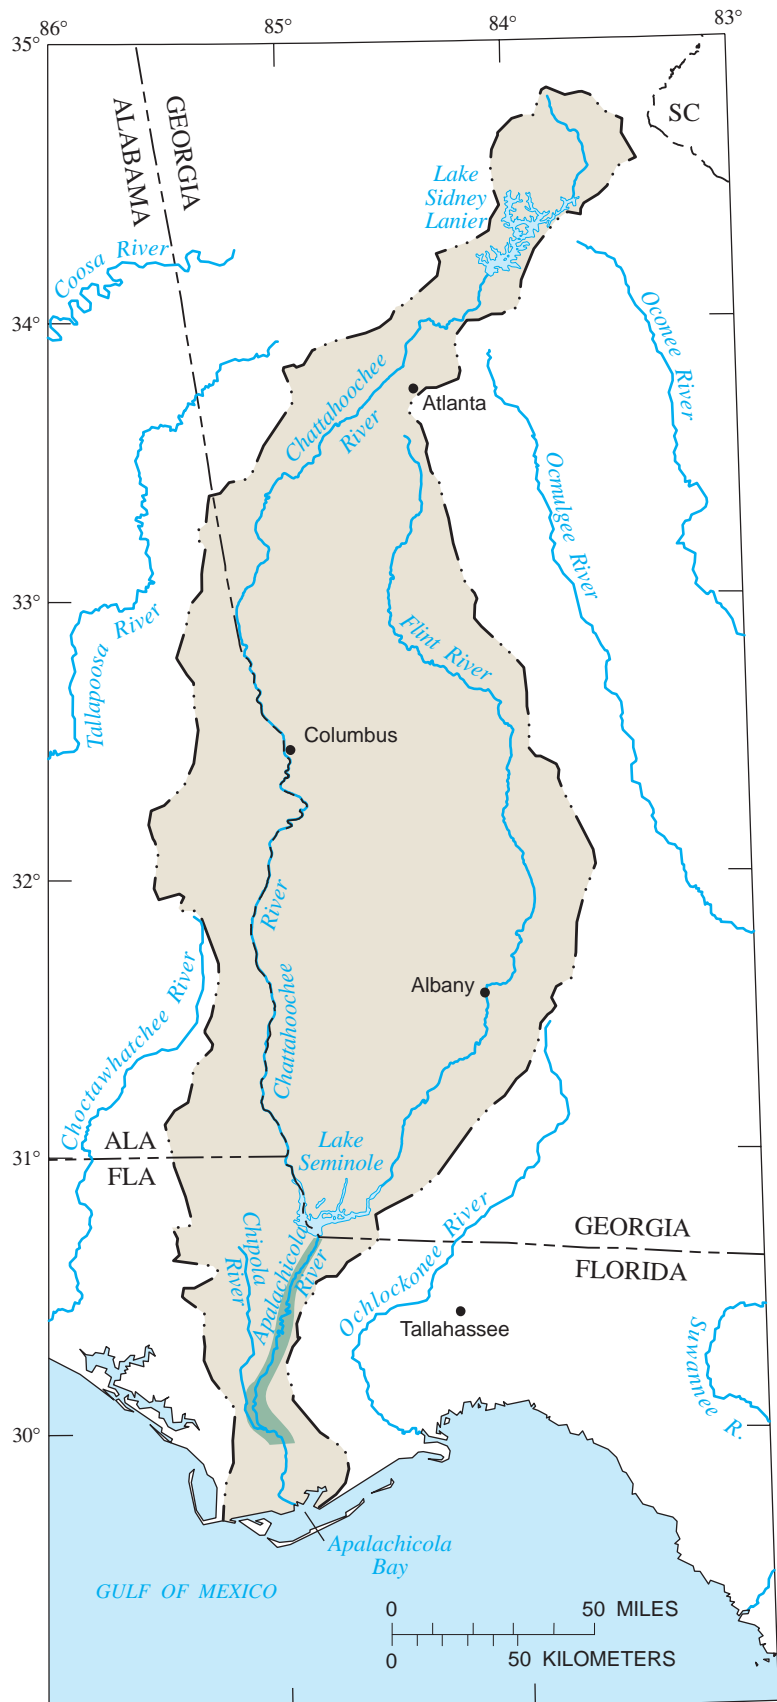 86°
85°
84°
83°
35°
GEORGIA
ALABAMA
SC
Lake
Sidney
Lanier
Coosa River
34°
Oconee River
Chattahoochee
River
Atlanta
Ocmulgee River
33°
Tallapoosa River
Flint River
Columbus
32°
River
Chattahoochee
Choctawhatchee River
Albany
31°
ALA
FLA
Lake
Seminole
Chipola
River
Apalachicola
River
Ochlockonee River
GEORGIA
FLORIDA
Tallahassee
Suwannee R.
30°
Apalachicola
Bay
GULF OF MEXICO
0 50 MILES
0 50 KILOMETERS